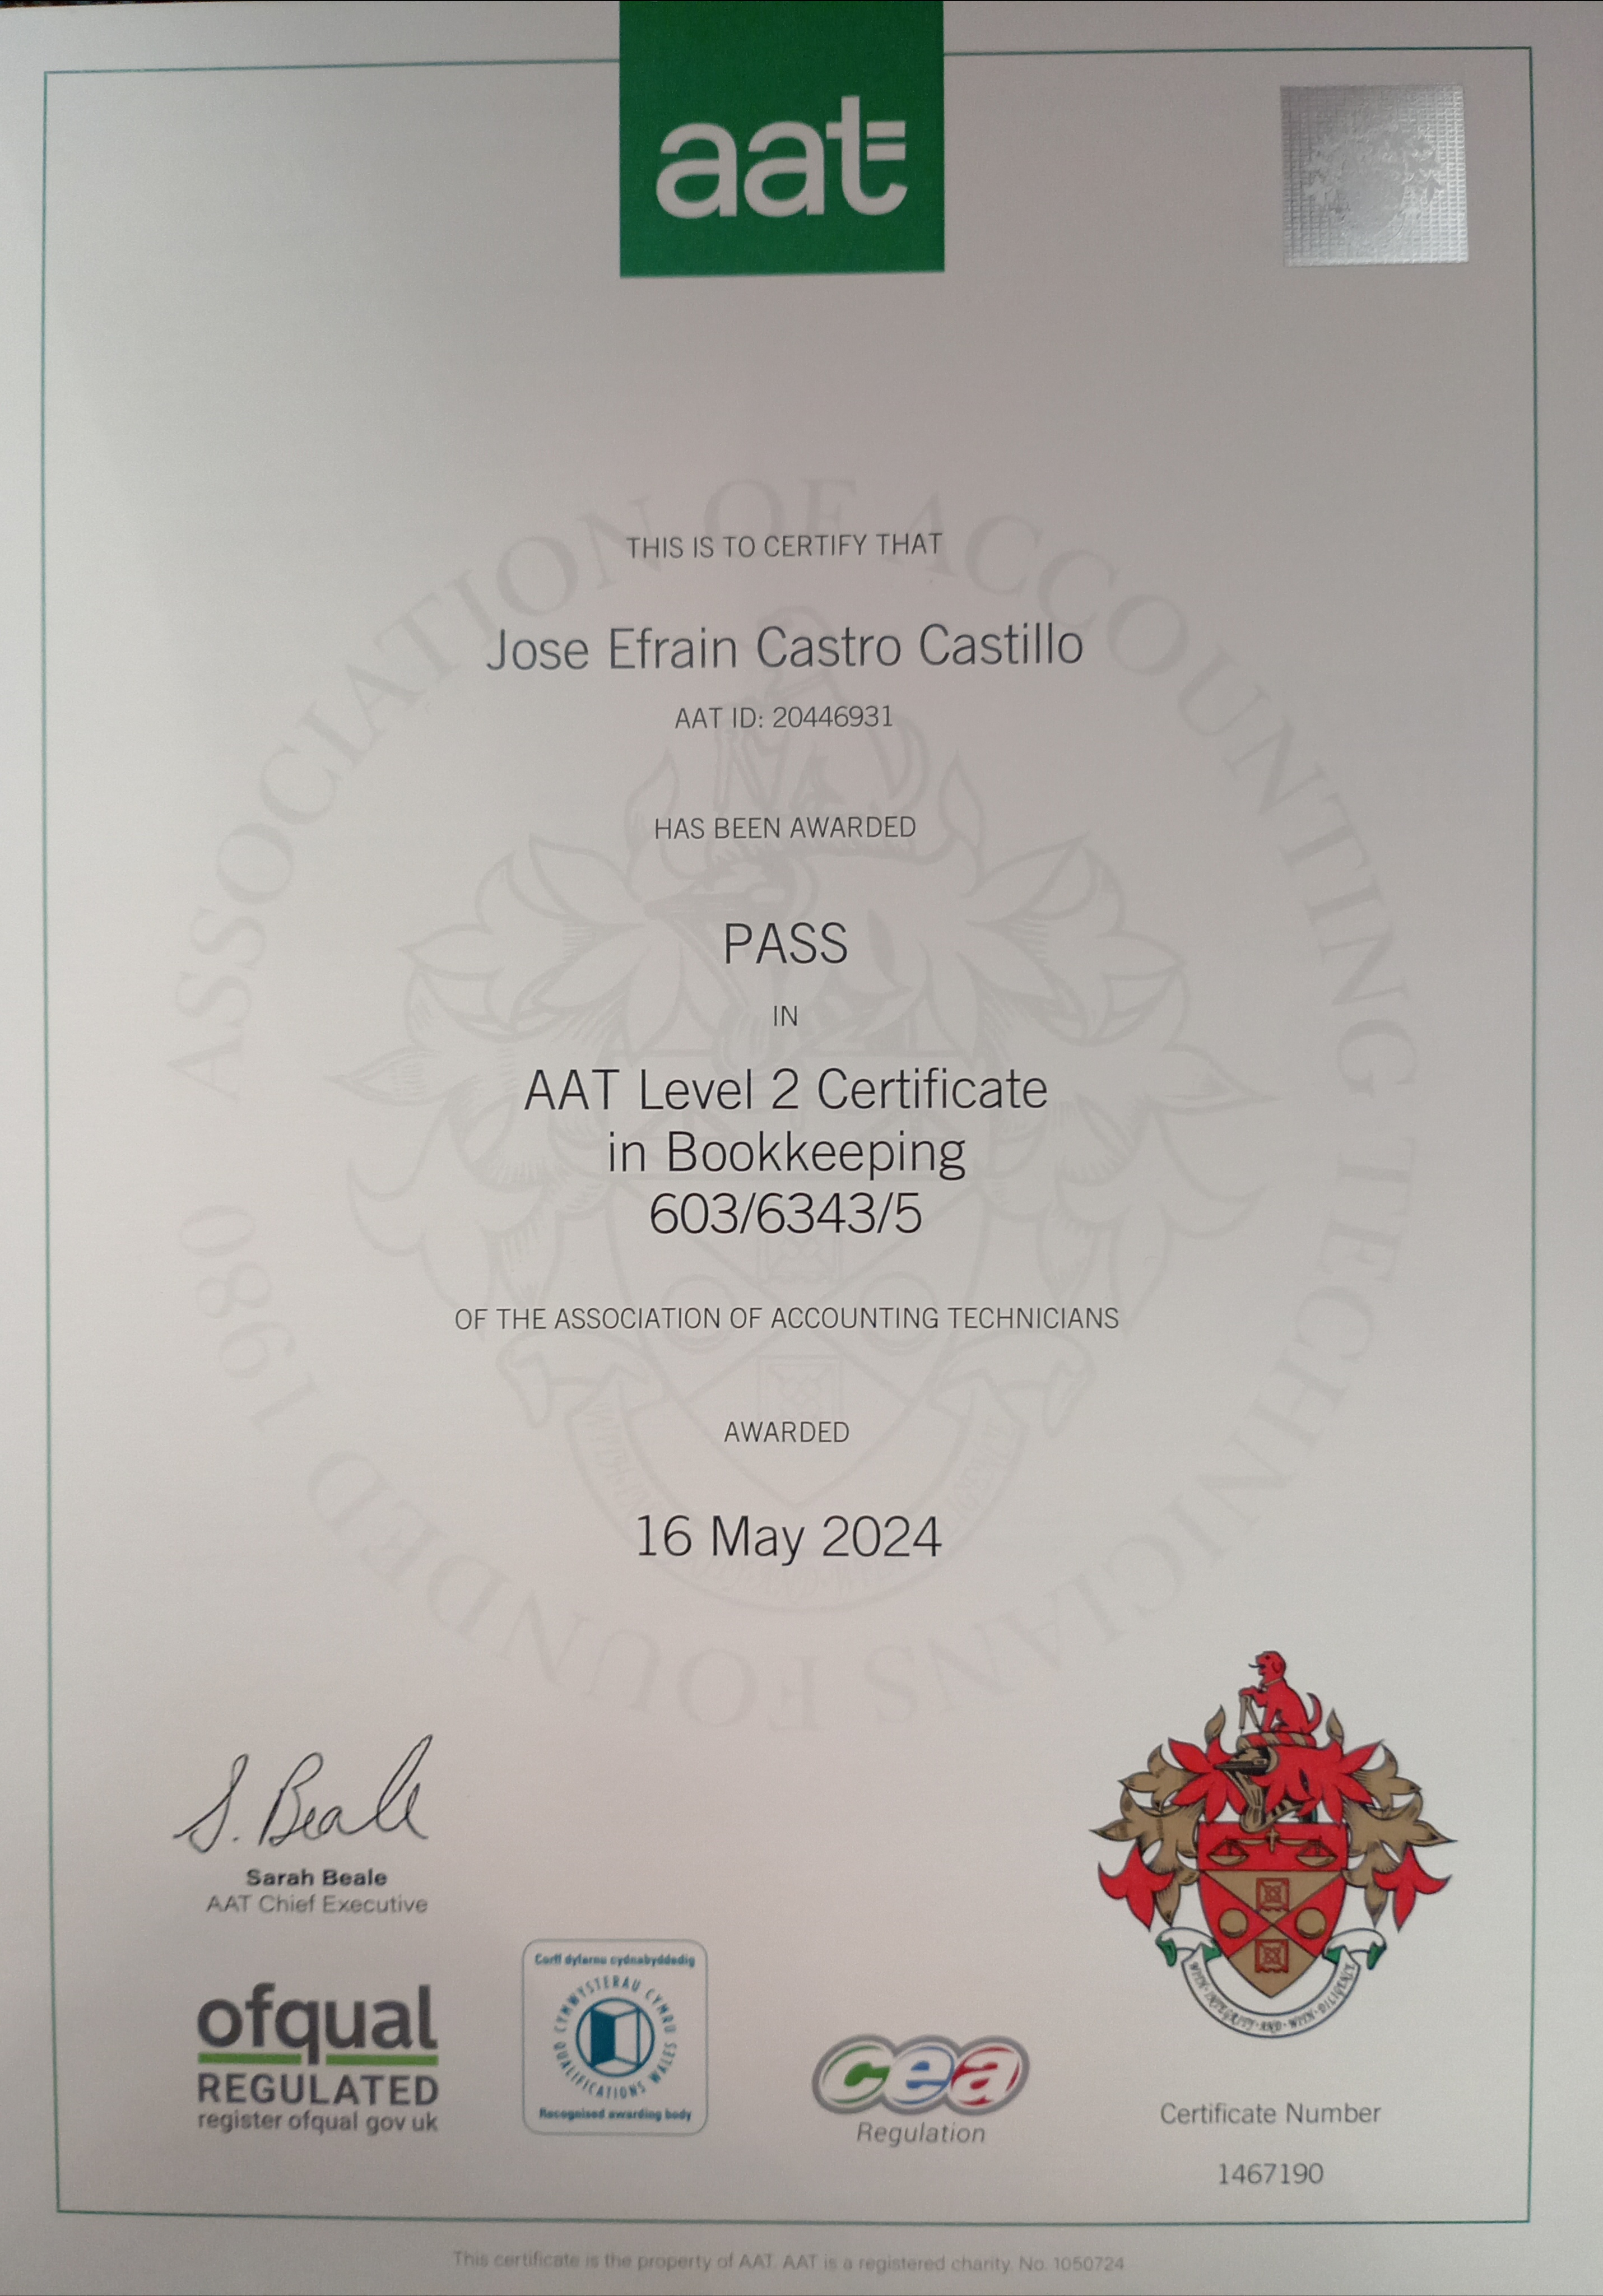 aat
THIS IS TO CERTIFY THAT
Jose Efrain Castro Castillo
AAT ID: 20446931
HAS BEEN AWARDED
PASS
IN
AAT Level 2 Certificate
in Bookkeeping
603/6343/5
OF THE ASSOCIATION OF ACCOUNTING TECHNICIANS
AWARDED
16 May 2024
ASSOCIATION OF ACCOUNTING TECHNICIANS FOUNDED 1980
S. Beale
Sarah Beale
AAT Chief Executive
ofqual
REGULATED
register ofqual gov uk
Corff dyfarnu cydnabyddedig
CYMWYSTERAU CYMRU
QUALIFICATIONS WALES
Recognised awarding body
cea
Regulation
WITH·INTEGRITY·AND·WITH·DILIGENCE
Certificate Number
1467190
This certificate is the property of AAT. AAT is a registered charity. No. 1050724